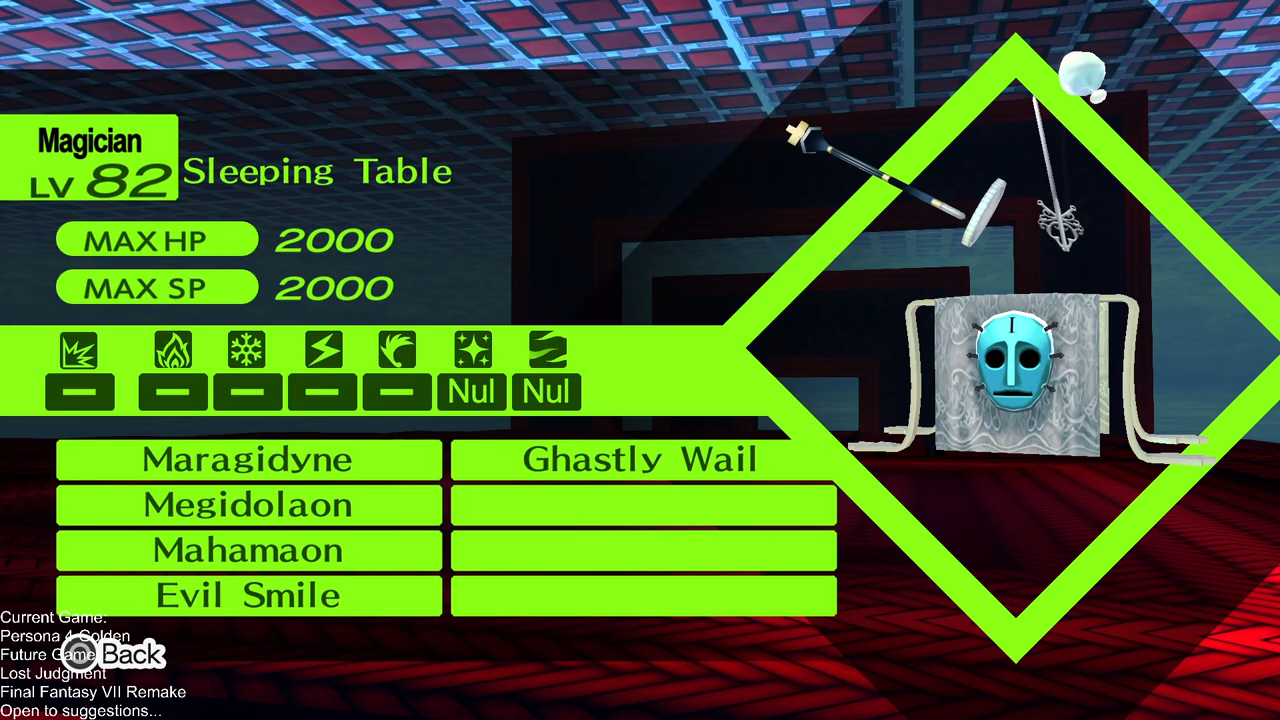 Magician
LV 82 Sleeping Table
MAX HP 2000
MAX SP 2000
I
Nul Nul
Maragidyne Ghastly Wail
Megidolaon
Mahamaon
Evil Smile
Current Game:
Persona 4 Golden
Future Game
Back
Lost Judgment
Final Fantasy VII Remake
Open to suggestions...